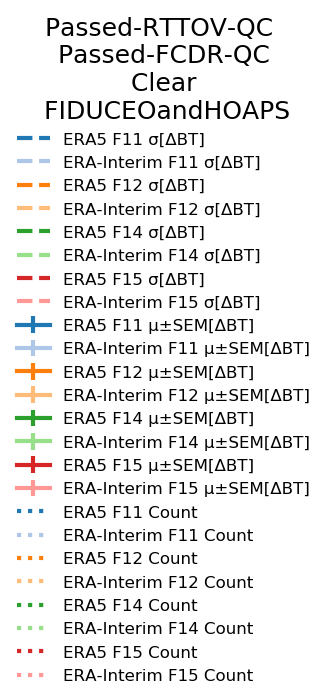 Passed-RTTOV-QC
Passed-FCDR-QC
Clear
FIDUCEOandHOAPS
ERA5 F11 σ[ΔBT]
ERA-Interim F11 σ[ΔBT]
ERA5 F12 σ[ΔBT]
ERA-Interim F12 σ[ΔBT]
ERA5 F14 σ[ΔBT]
ERA-Interim F14 σ[ΔBT]
ERA5 F15 σ[ΔBT]
ERA-Interim F15 σ[ΔBT]
ERA5 F11 μ±SEM[ΔBT]
ERA-Interim F11 μ±SEM[ΔBT]
ERA5 F12 μ±SEM[ΔBT]
ERA-Interim F12 μ±SEM[ΔBT]
ERA5 F14 μ±SEM[ΔBT]
ERA-Interim F14 μ±SEM[ΔBT]
ERA5 F15 μ±SEM[ΔBT]
ERA-Interim F15 μ±SEM[ΔBT]
ERA5 F11 Count
ERA-Interim F11 Count
ERA5 F12 Count
ERA-Interim F12 Count
ERA5 F14 Count
ERA-Interim F14 Count
ERA5 F15 Count
ERA-Interim F15 Count